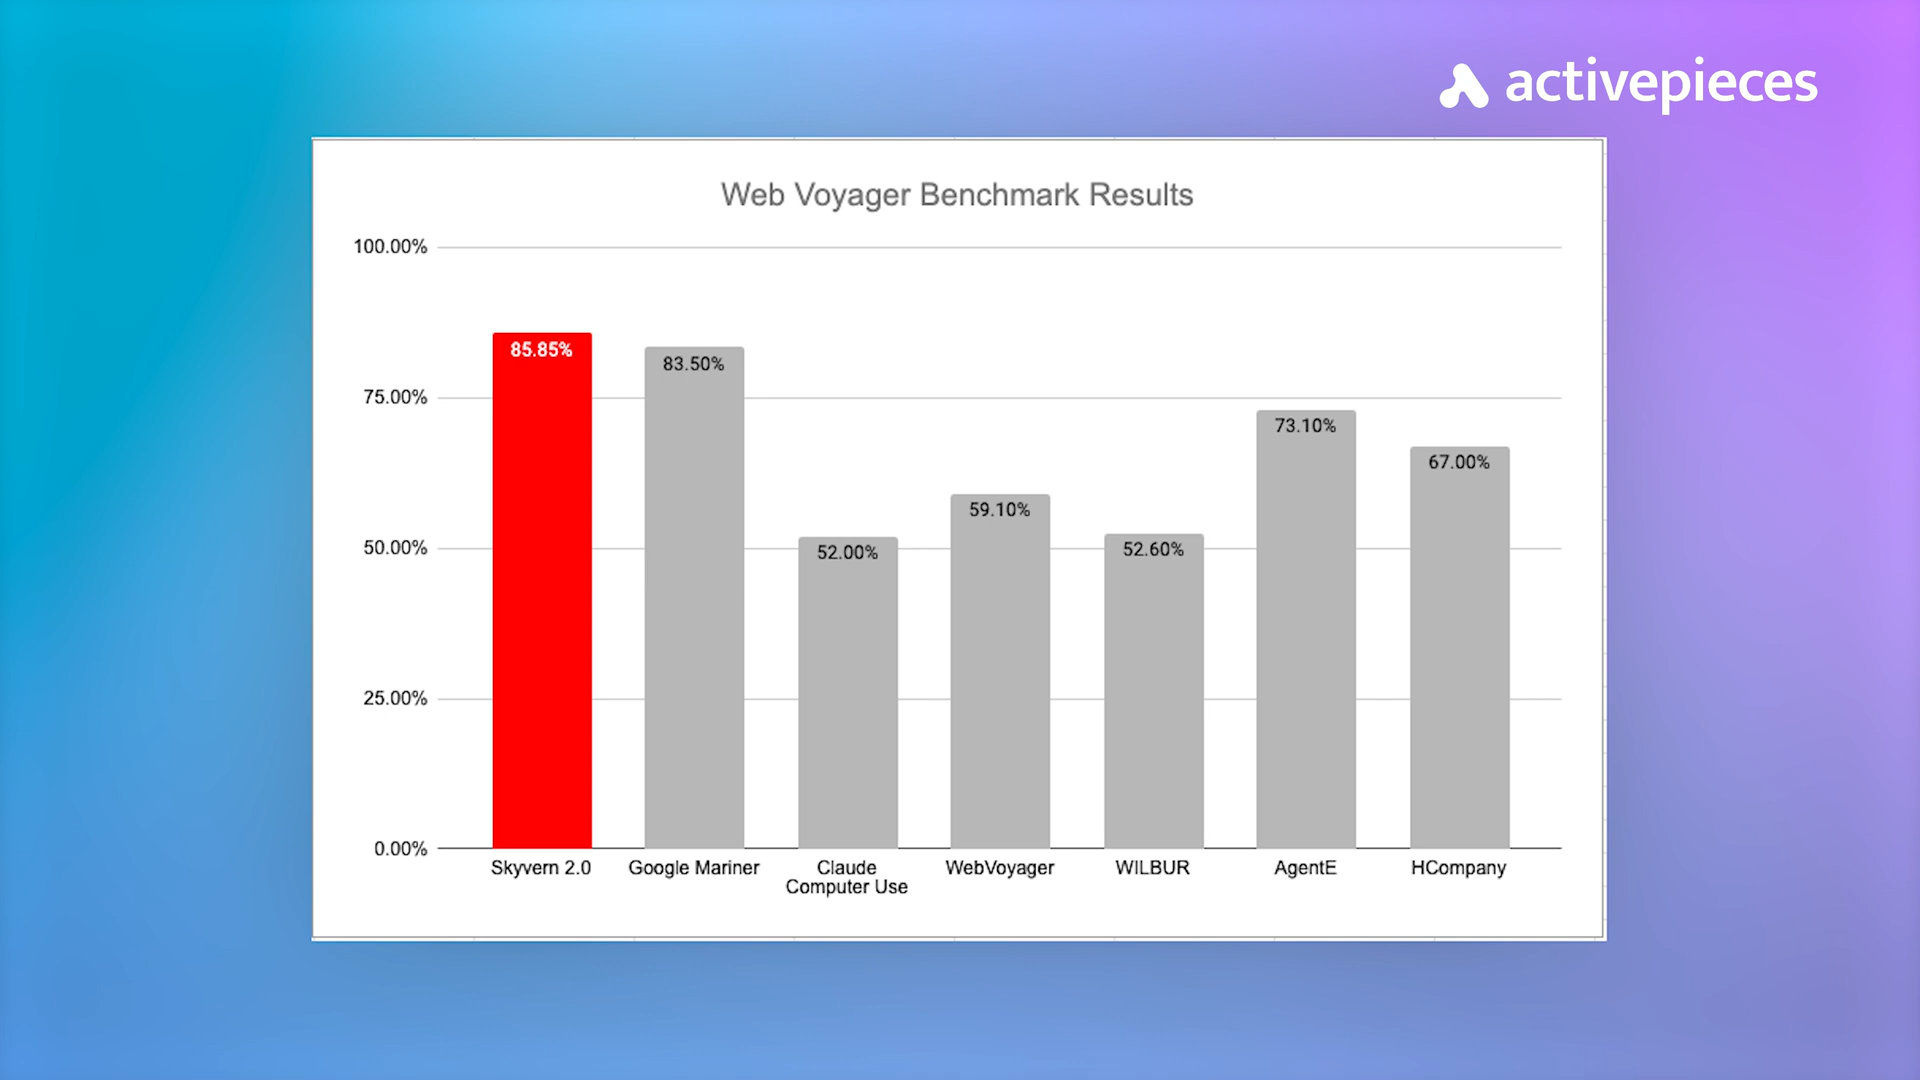 activepieces
Web Voyager Benchmark Results
100.00%
75.00%
50.00%
25.00%
0.00%
85.85%
83.50%
52.00%
59.10%
52.60%
73.10%
67.00%
Skyvern 2.0
Google Mariner
Claude
Computer Use
WebVoyager
WILBUR
AgentE
HCompany